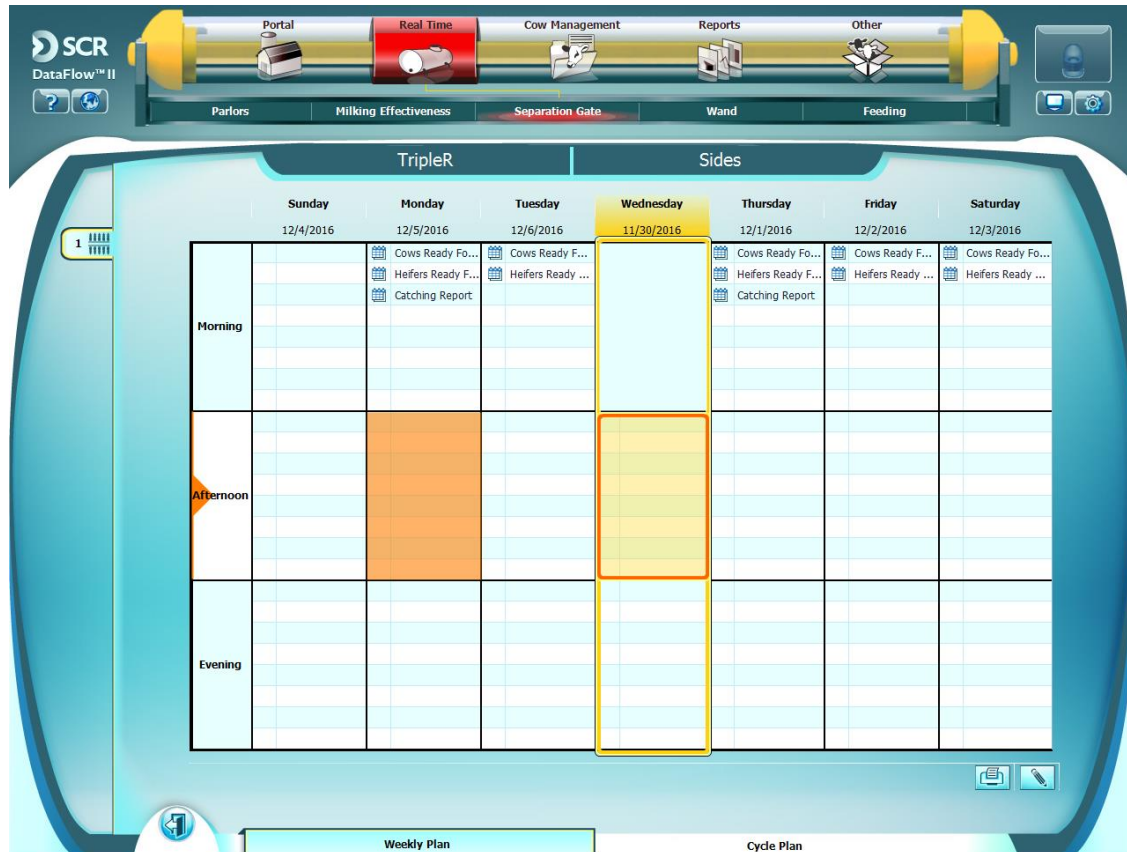 Portal Real Time Cow Management Reports Other
SCR
DataFlow™ II
?
Parlors Milking Effectiveness Separation Gate Wand Feeding
TripleR Sides
Sunday Monday Tuesday Wednesday Thursday Friday Saturday
12/4/2016 12/5/2016 12/6/2016 11/30/2016 12/1/2016 12/2/2016 12/3/2016
1
Cows Ready Fo... Cows Ready F... Cows Ready Fo... Cows Ready F... Cows Ready Fo...
Heifers Ready F... Heifers Ready ... Heifers Ready F... Heifers Ready ... Heifers Ready ...
Catching Report Catching Report
Morning
Afternoon
Evening
Weekly Plan Cycle Plan